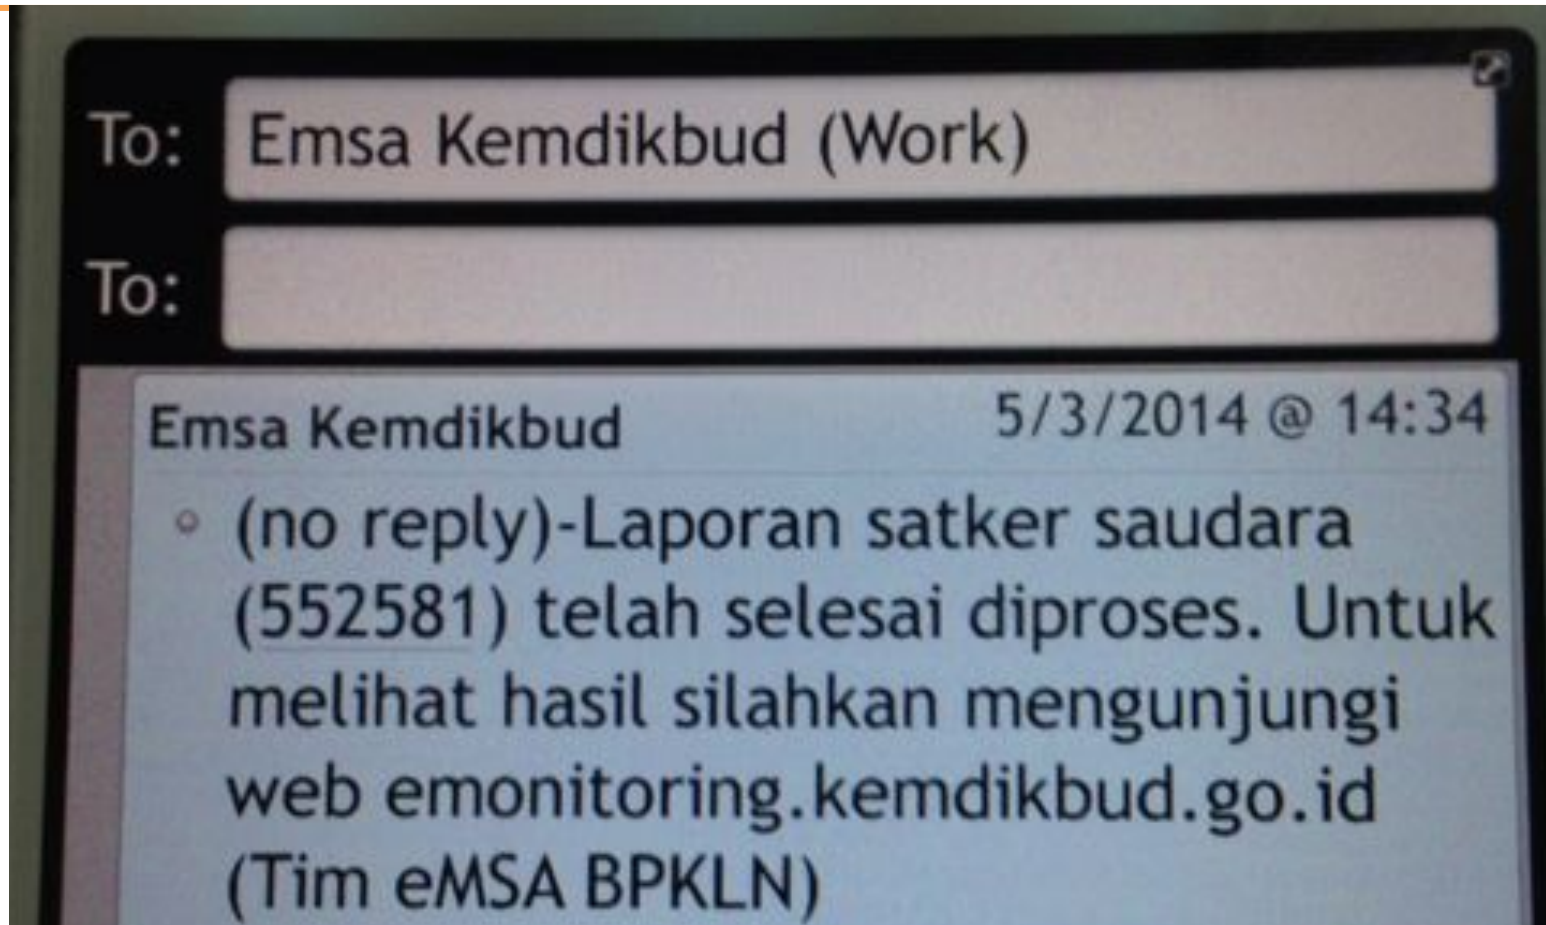 To: Emsa Kemdikbud (Work)
To:
Emsa Kemdikbud 5/3/2014 @ 14:34
(no reply)-Laporan satker saudara
(552581) telah selesai diproses. Untuk
melihat hasil silahkan mengunjungi
web emonitoring.kemdikbud.go.id
(Tim eMSA BPKLN)